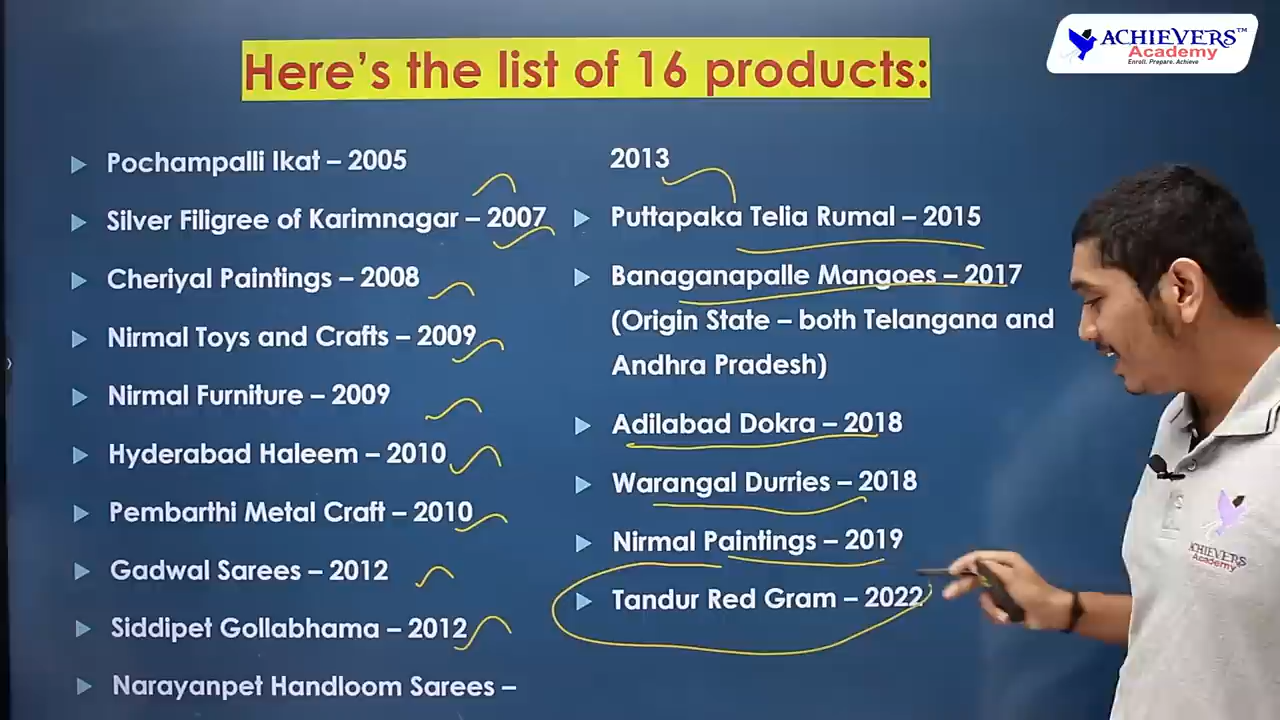 Here's the list of 16 products:
ACHIEVERS™
Academy
Enroll. Prepare. Achieve
Pochampalli Ikat – 2005
Silver Filigree of Karimnagar – 2007
Cheriyal Paintings – 2008
Nirmal Toys and Crafts – 2009
Nirmal Furniture – 2009
Hyderabad Haleem – 2010
Pembarthi Metal Craft – 2010
Gadwal Sarees – 2012
Siddipet Gollabhama – 2012
Narayanpet Handloom Sarees –
2013
Puttapaka Telia Rumal – 2015
Banaganapalle Mangoes – 2017
(Origin State – both Telangana and
Andhra Pradesh)
Adilabad Dokra – 2018
Warangal Durries – 2018
Nirmal Paintings – 2019
Tandur Red Gram – 2022
ACHIEVERS
Academy